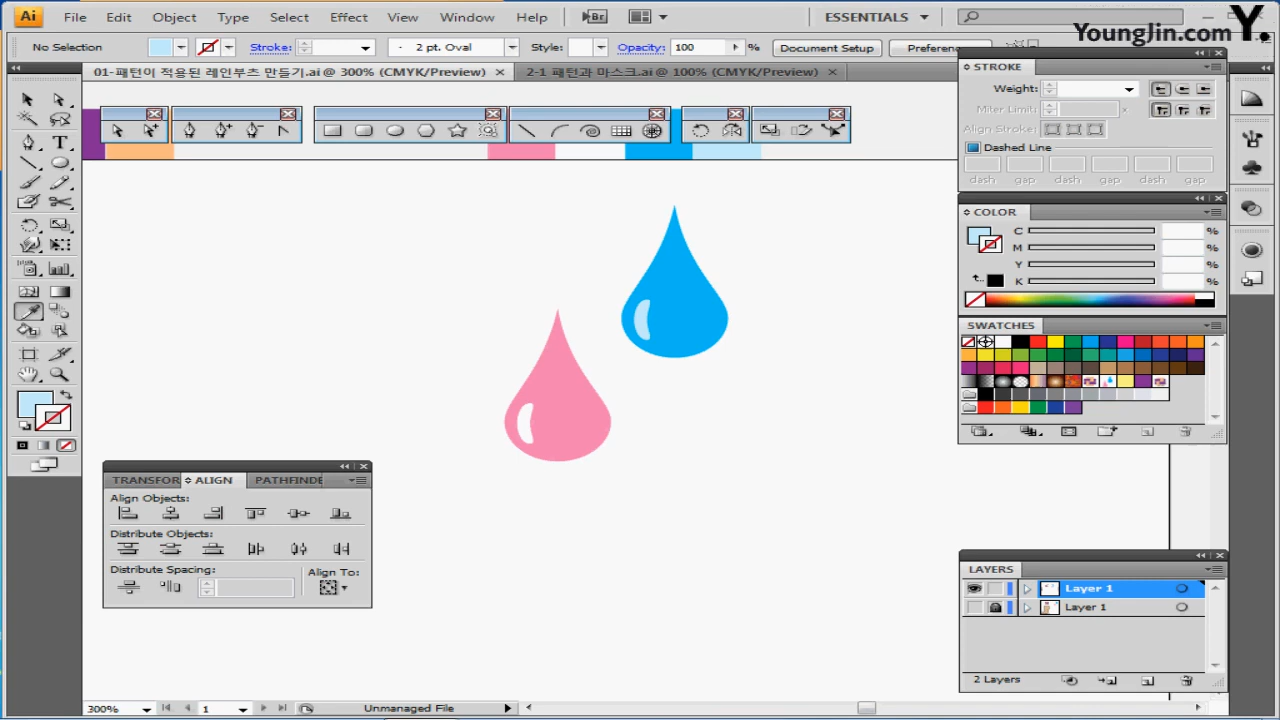 Ai File Edit Object Type Select Effect View Window Help Br ESSENTIALS
Y.
YoungJin.com
No Selection Stroke: 2 pt. Oval Style: Opacity: 100 % Document Setup
01-패턴이 적용된 레인부츠 만들기.ai @ 300% (CMYK/Preview) × 2-1 패턴과 마스크.ai @ 100% (CMYK/Preview) ×
STROKE
Weight:
Miter Limit: x
Align Stroke:
Dashed Line
dash gap dash gap dash gap
COLOR
C %
M %
Y %
K %
SWATCHES
TRANSFOR ALIGN PATHFINDE
Align Objects:
Distribute Objects:
Distribute Spacing: Align To:
LAYERS
Layer 1
Layer 1
2 Layers
300% 1 Unmanaged File